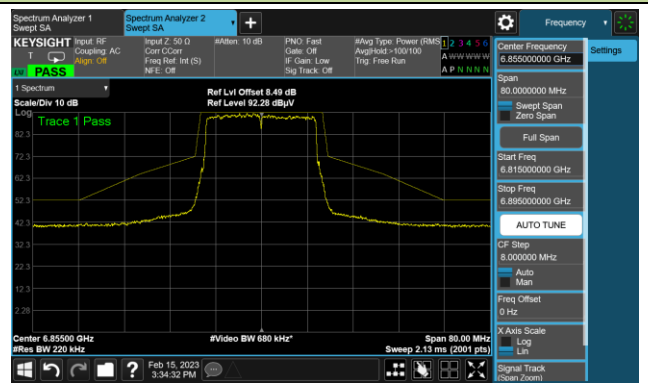 Spectrum Analyzer 1
Swept SA
Spectrum Analyzer 2
Swept SA
Frequency
KEYSIGHT
T
LW PASS
Input: RF
Coupling: AC
Align: Off
Input Z: 50 Ω
Corr CCorr
Freq Ref: Int (S)
NFE: Off
#Atten: 10 dB
PNO: Fast
Gate: Off
IF Gain: Low
Sig Track: Off
#Avg Type: Power (RMS
Avg|Hold:>100/100
Trig: Free Run
1 2 3 4 5 6
A W W W W W
A P N N N N
Center Frequency
6.855000000 GHz
Settings
Span
80.0000000 MHz
Swept Span
Zero Span
Full Span
Start Freq
6.815000000 GHz
Stop Freq
6.895000000 GHz
AUTO TUNE
CF Step
8.000000 MHz
Auto
Man
Freq Offset
0 Hz
X Axis Scale
Log
Lin
Signal Track
(Span Zoom)
1 Spectrum
Scale/Div 10 dB
Ref Lvl Offset 8.49 dB
Ref Level 92.28 dBµV
Log
Trace 1 Pass
82.3
72.3
62.3
52.3
42.3
32.3
22.3
12.3
2.28
Center 6.85500 GHz
#Res BW 220 kHz
#Video BW 680 kHz*
Span 80.00 MHz
Sweep 2.13 ms (2001 pts)
?
Feb 15, 2023
3:34:32 PM